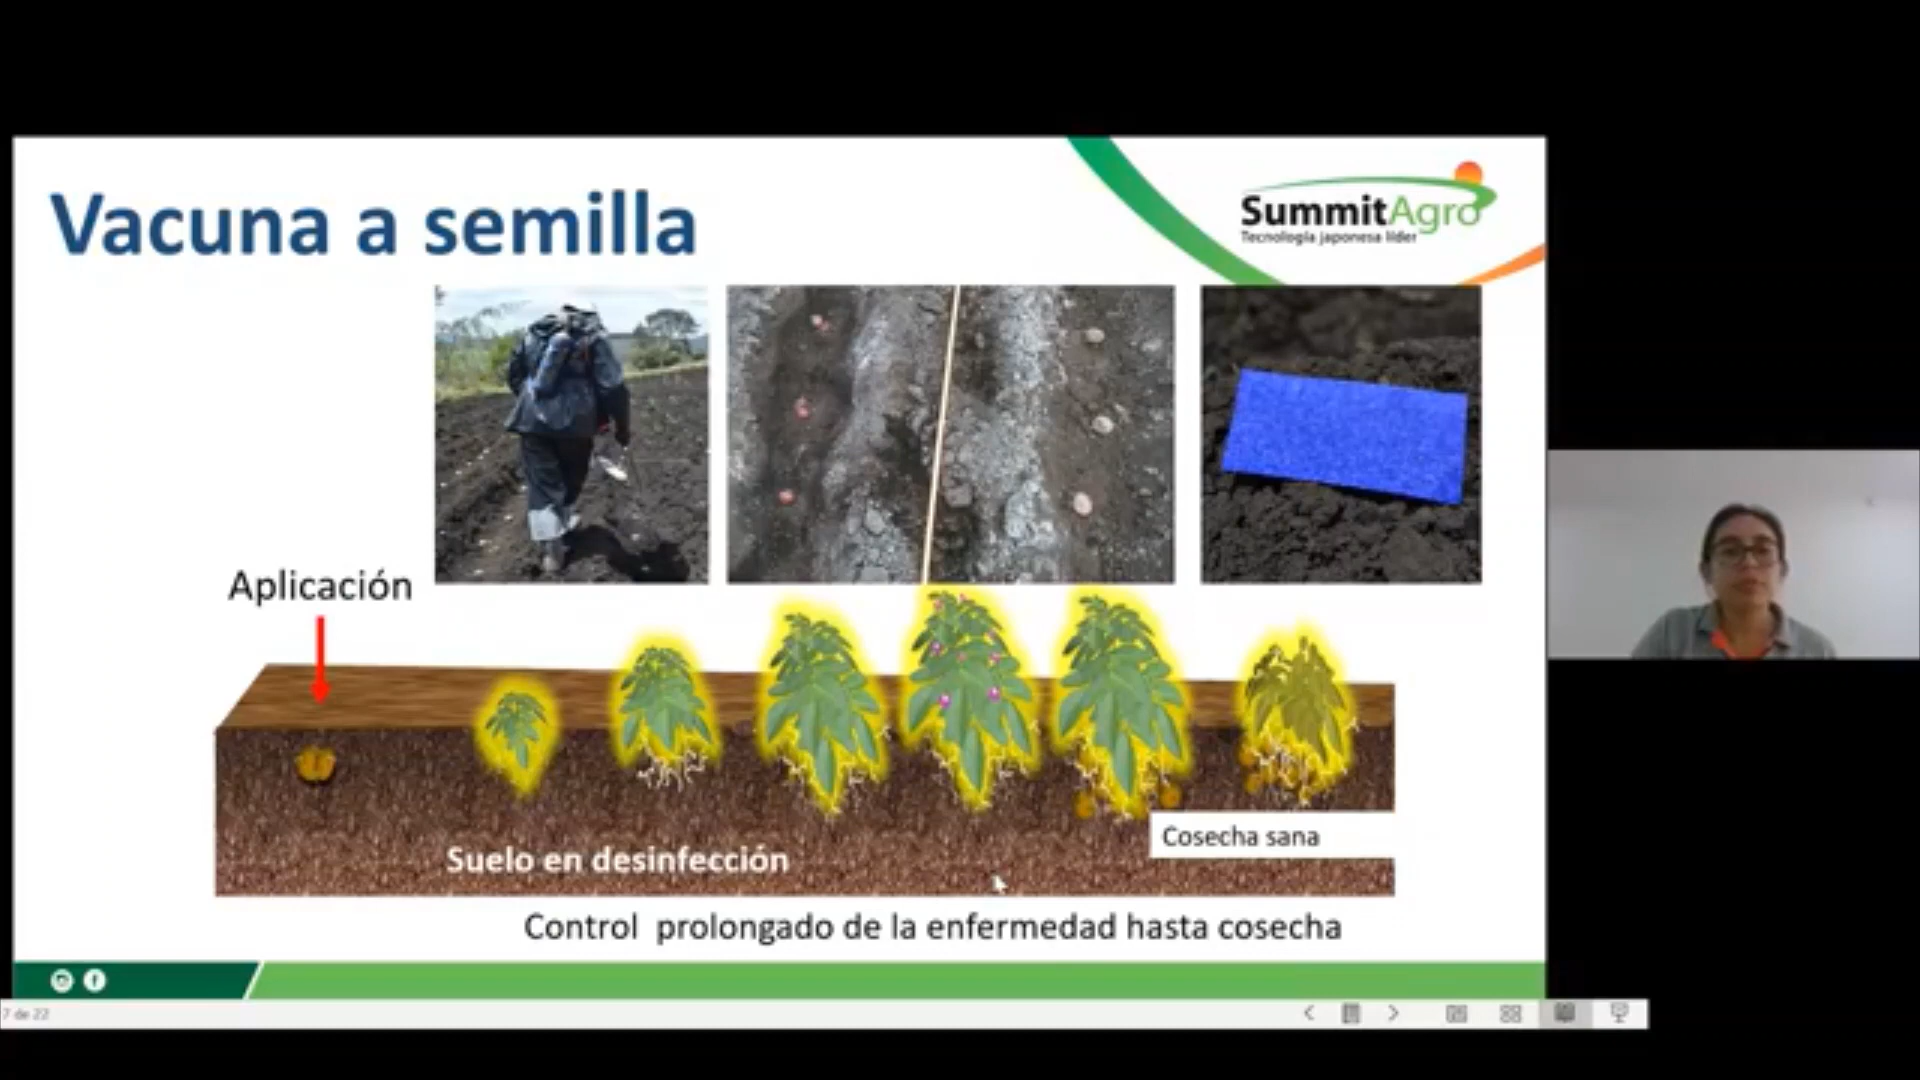 Vacuna a semilla
SummitAgro
Tecnología japonesa líder
Aplicación
Cosecha sana
Suelo en desinfección
Control prolongado de la enfermedad hasta cosecha
7 de 22